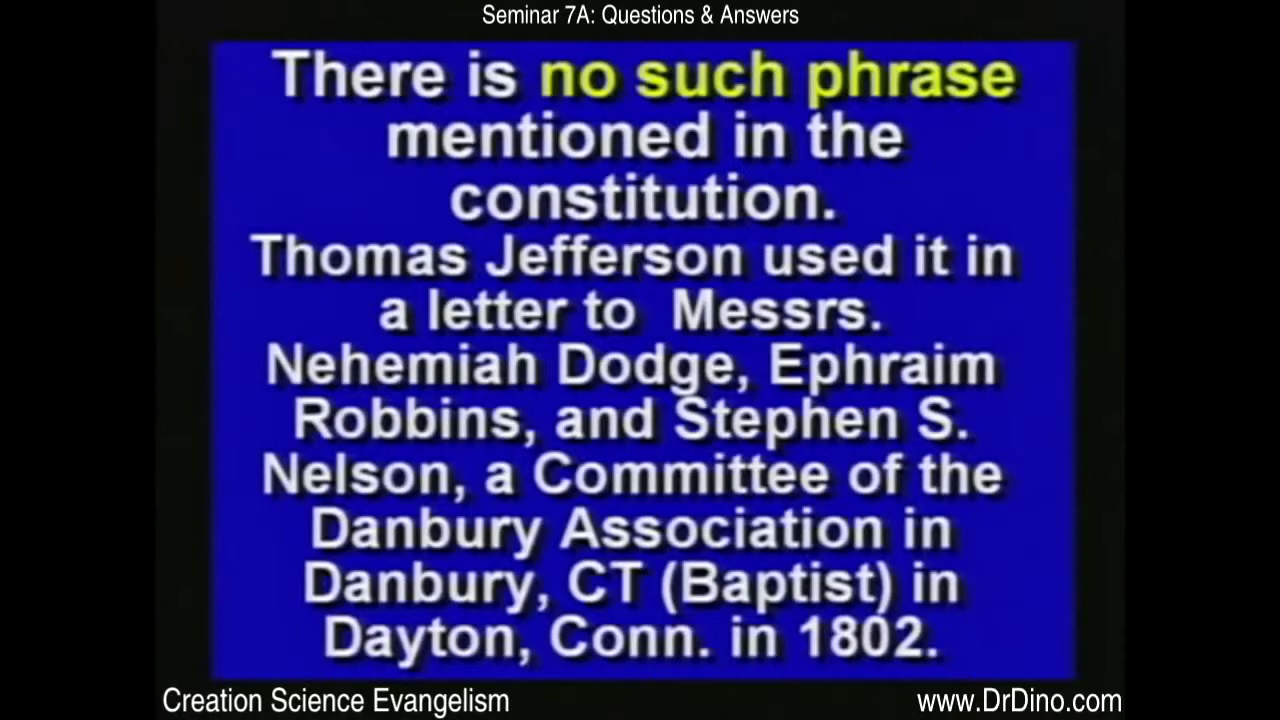 Seminar 7A: Questions & Answers
There is no such phrase
mentioned in the
constitution.
Thomas Jefferson used it in
a letter to Messrs.
Nehemiah Dodge, Ephraim
Robbins, and Stephen S.
Nelson, a Committee of the
Danbury Association in
Danbury, CT (Baptist) in
Dayton, Conn. in 1802.
Creation Science Evangelism
www.DrDino.com